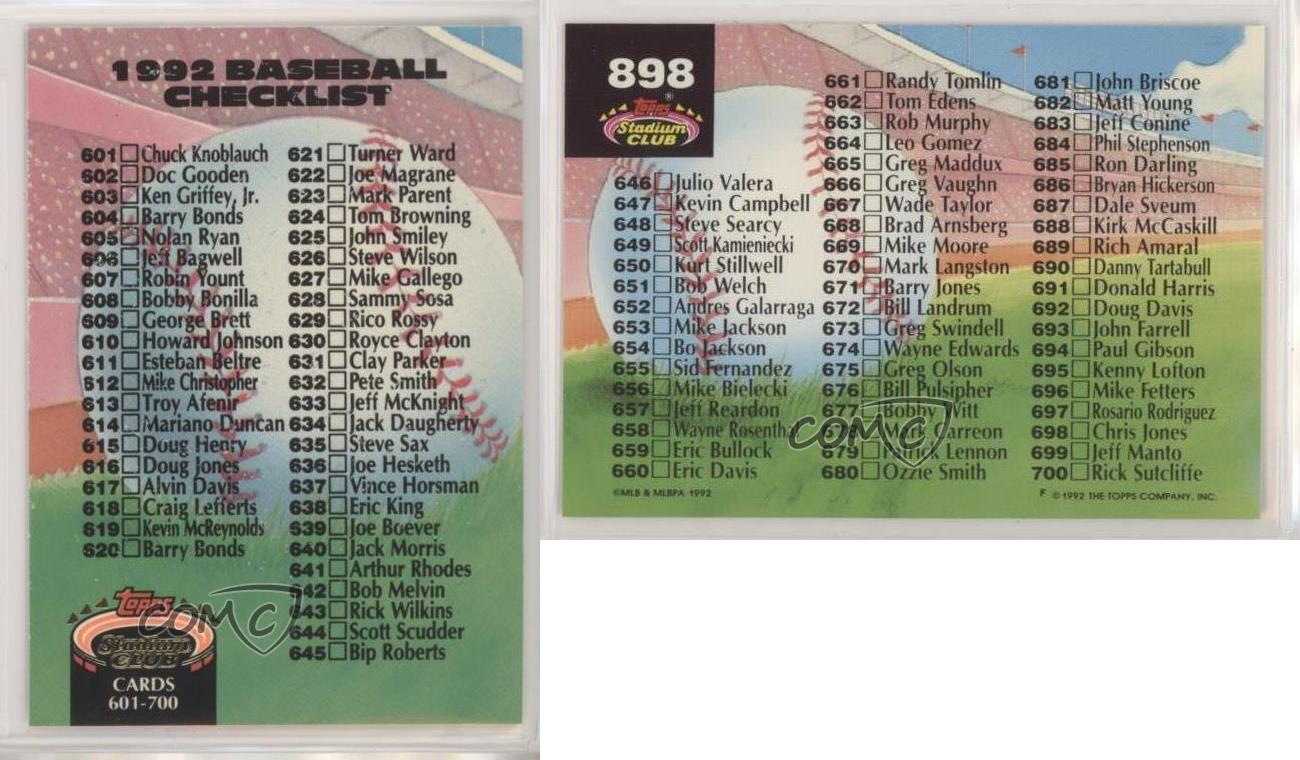 1992 BASEBALL
CHECKLIST
601 Chuck Knoblauch
602 Doc Gooden
603 Ken Griffey, Jr.
604 Barry Bonds
605 Nolan Ryan
606 Jeff Bagwell
607 Robin Yount
608 Bobby Bonilla
609 George Brett
610 Howard Johnson
611 Esteban Beltre
612 Mike Christopher
613 Troy Afenir
614 Mariano Duncan
615 Doug Henry
616 Doug Jones
617 Alvin Davis
618 Craig Lefferts
619 Kevin McReynolds
620 Barry Bonds
621 Turner Ward
622 Joe Magrane
623 Mark Parent
624 Tom Browning
625 John Smiley
626 Steve Wilson
627 Mike Gallego
628 Sammy Sosa
629 Rico Rossy
630 Royce Clayton
631 Clay Parker
632 Pete Smith
633 Jeff McKnight
634 Jack Daugherty
635 Steve Sax
636 Joe Hesketh
637 Vince Horsman
638 Eric King
639 Joe Boever
640 Jack Morris
641 Arthur Rhodes
642 Bob Melvin
643 Rick Wilkins
644 Scott Scudder
645 Bip Roberts
Topps
Stadium
CLUB
CARDS
601-700
COMC
898
Topps®
Stadium
CLUB
646 Julio Valera
647 Kevin Campbell
648 Steve Searcy
649 Scott Kamieniecki
650 Kurt Stillwell
651 Bob Welch
652 Andres Galarraga
653 Mike Jackson
654 Bo Jackson
655 Sid Fernandez
656 Mike Bielecki
657 Jeff Reardon
658 Wayne Rosenthal
659 Eric Bullock
660 Eric Davis
©MLB & MLBPA 1992
661 Randy Tomlin
662 Tom Edens
663 Rob Murphy
664 Leo Gomez
665 Greg Maddux
666 Greg Vaughn
667 Wade Taylor
668 Brad Arnsberg
669 Mike Moore
670 Mark Langston
671 Barry Jones
672 Bill Landrum
673 Greg Swindell
674 Wayne Edwards
675 Greg Olson
676 Bill Pulsipher
677 Bobby Witt
678 Mark Carreon
679 Patrick Lennon
680 Ozzie Smith
COMC
681 John Briscoe
682 Matt Young
683 Jeff Conine
684 Phil Stephenson
685 Ron Darling
686 Bryan Hickerson
687 Dale Sveum
688 Kirk McCaskill
689 Rich Amaral
690 Danny Tartabull
691 Donald Harris
692 Doug Davis
693 John Farrell
694 Paul Gibson
695 Kenny Lofton
696 Mike Fetters
697 Rosario Rodriguez
698 Chris Jones
699 Jeff Manto
700 Rick Sutcliffe
F © 1992 THE TOPPS COMPANY, INC.